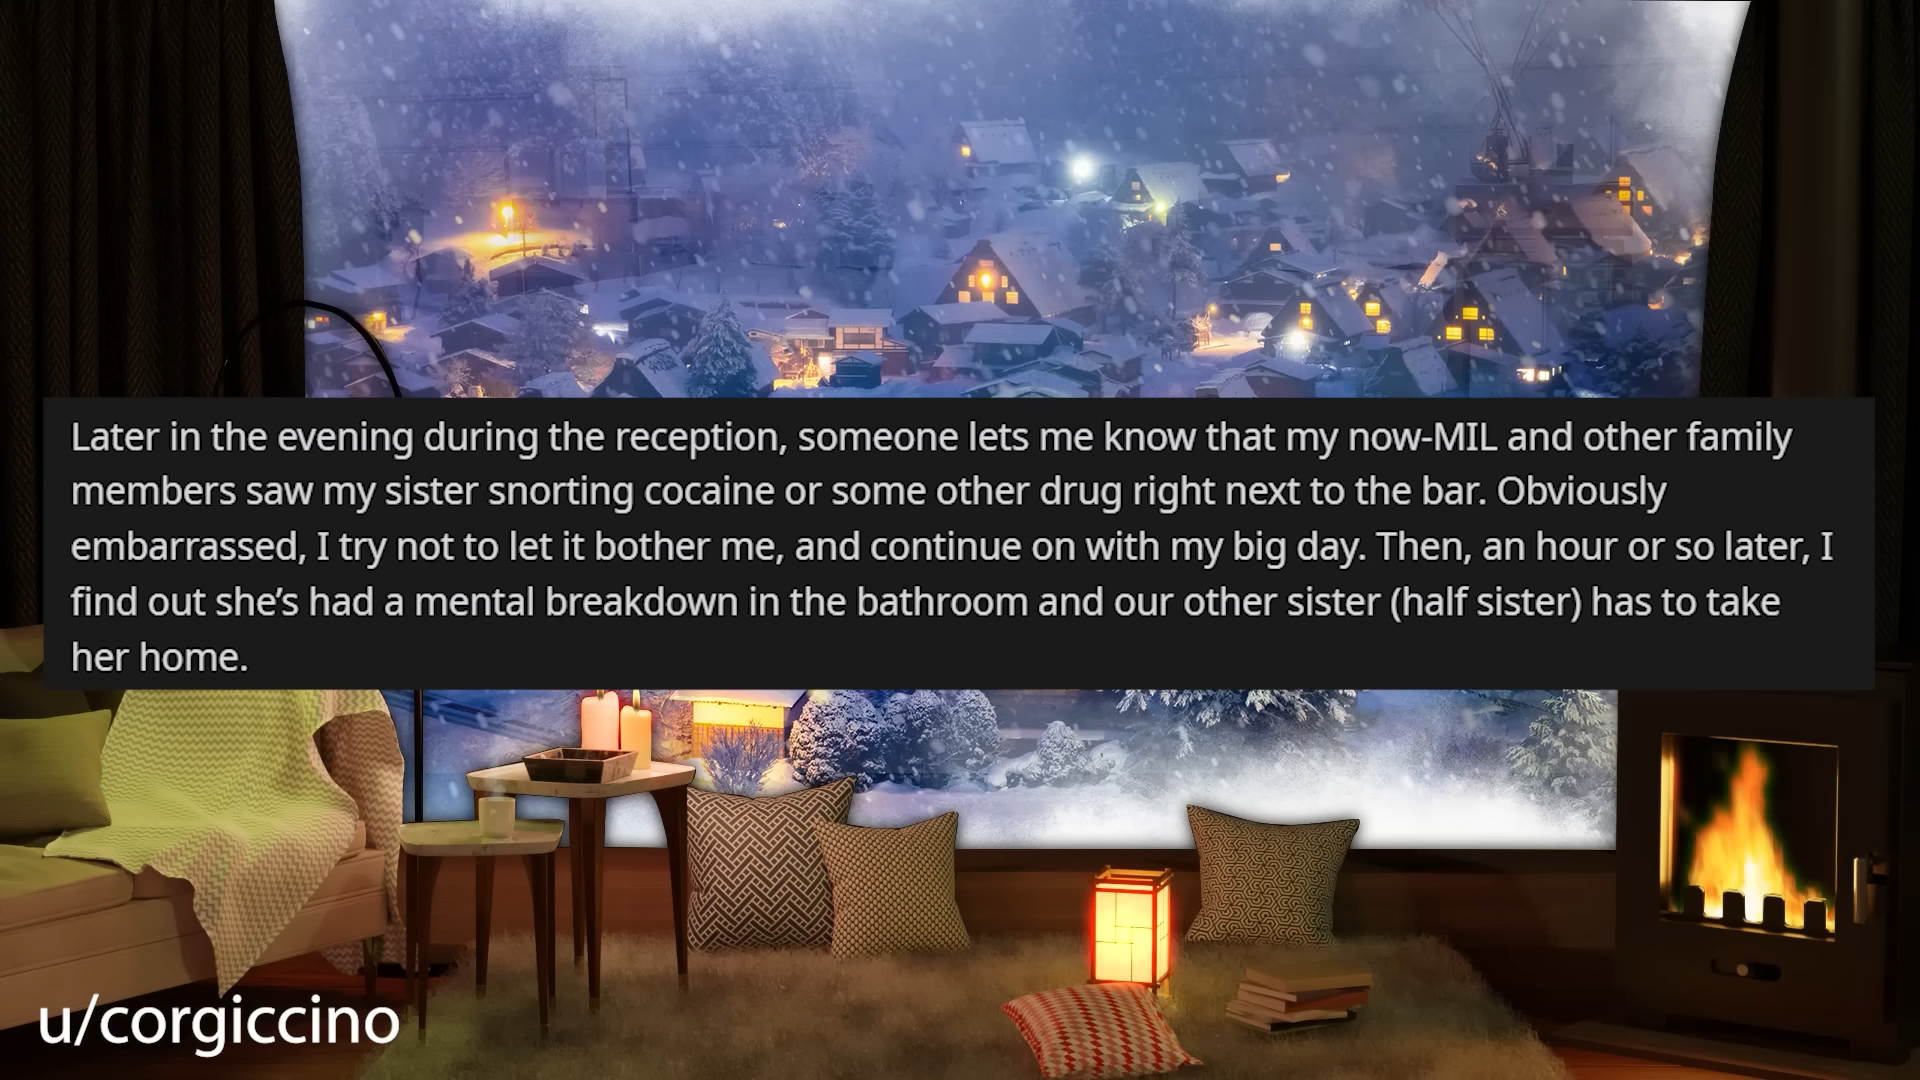 Later in the evening during the reception, someone lets me know that my now-MIL and other family
members saw my sister snorting cocaine or some other drug right next to the bar. Obviously
embarrassed, I try not to let it bother me, and continue on with my big day. Then, an hour or so later, I
find out she’s had a mental breakdown in the bathroom and our other sister (half sister) has to take
her home.
u/corgiccino